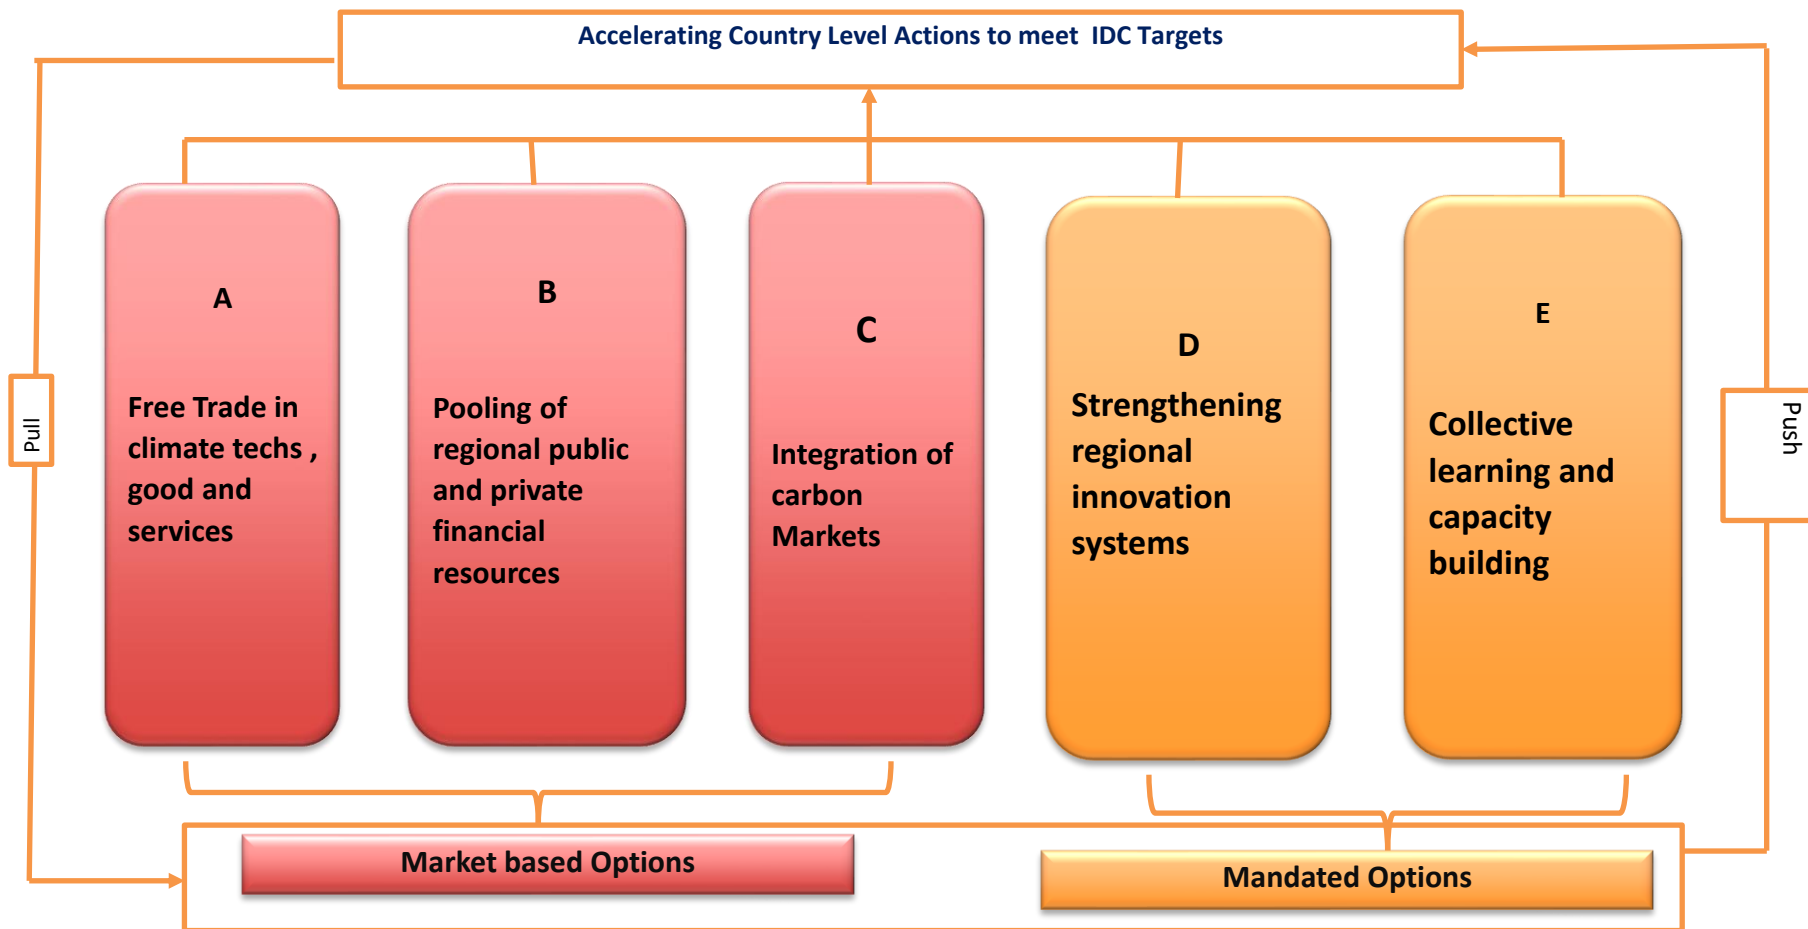 Accelerating Country Level Actions to meet IDC Targets
A
Free Trade in
climate techs ,
good and
services
B
Pooling of
regional public
and private
financial
resources
C
Integration of
carbon
Markets
D
Strengthening
regional
innovation
systems
E
Collective
learning and
capacity
building
Pull
Push
Market based Options
Mandated Options